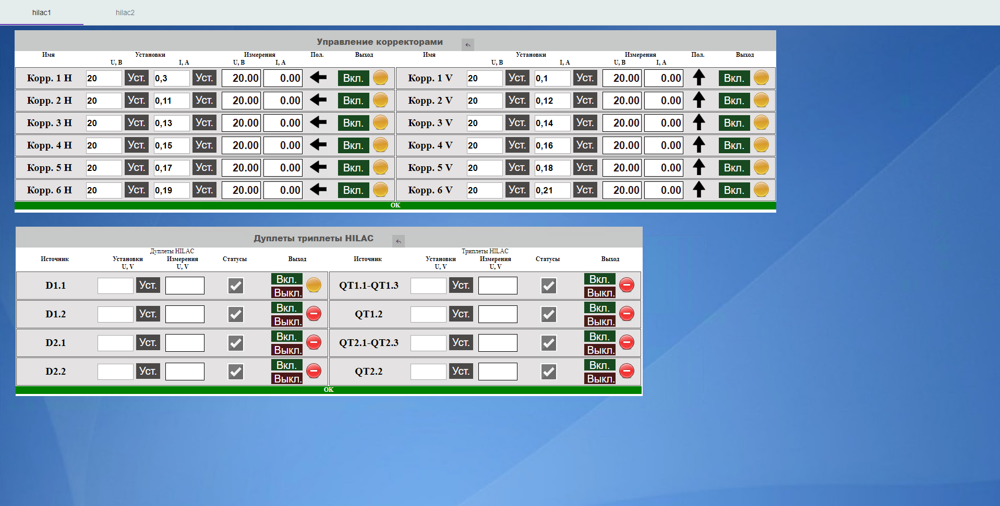 hilac1 hilac2
Управление корректорами
Имя Установки Измерения Пол. Выход Имя Установки Измерения Пол. Выход
U, В I, А U, В I, А U, В I, А U, В I, А
Корр. 1 H 20 Уст. 0,3 Уст. 20.00 0.00 Вкл. Корр. 1 V 20 Уст. 0,1 Уст. 20.00 0.00 Вкл.
Корр. 2 H 20 Уст. 0,11 Уст. 20.00 0.00 Вкл. Корр. 2 V 20 Уст. 0,12 Уст. 20.00 0.00 Вкл.
Корр. 3 H 20 Уст. 0,13 Уст. 20.00 0.00 Вкл. Корр. 3 V 20 Уст. 0,14 Уст. 20.00 0.00 Вкл.
Корр. 4 H 20 Уст. 0,15 Уст. 20.00 0.00 Вкл. Корр. 4 V 20 Уст. 0,16 Уст. 20.00 0.00 Вкл.
Корр. 5 H 20 Уст. 0,17 Уст. 20.00 0.00 Вкл. Корр. 5 V 20 Уст. 0,18 Уст. 20.00 0.00 Вкл.
Корр. 6 H 20 Уст. 0,19 Уст. 20.00 0.00 Вкл. Корр. 6 V 20 Уст. 0,21 Уст. 20.00 0.00 Вкл.
OK
Дуплеты триплеты HILAC
Дуплеты HILAC Триплеты HILAC
Источник Установки Измерения Статусы Выход Источник Установки Измерения Статусы Выход
U, V U, V U, V U, V
D1.1 Уст. Вкл. Выкл. QT1.1-QT1.3 Уст. Вкл. Выкл.
D1.2 Уст. Вкл. Выкл. QT1.2 Уст. Вкл. Выкл.
D2.1 Уст. Вкл. Выкл. QT2.1-QT2.3 Уст. Вкл. Выкл.
D2.2 Уст. Вкл. Выкл. QT2.2 Уст. Вкл. Выкл.
OK